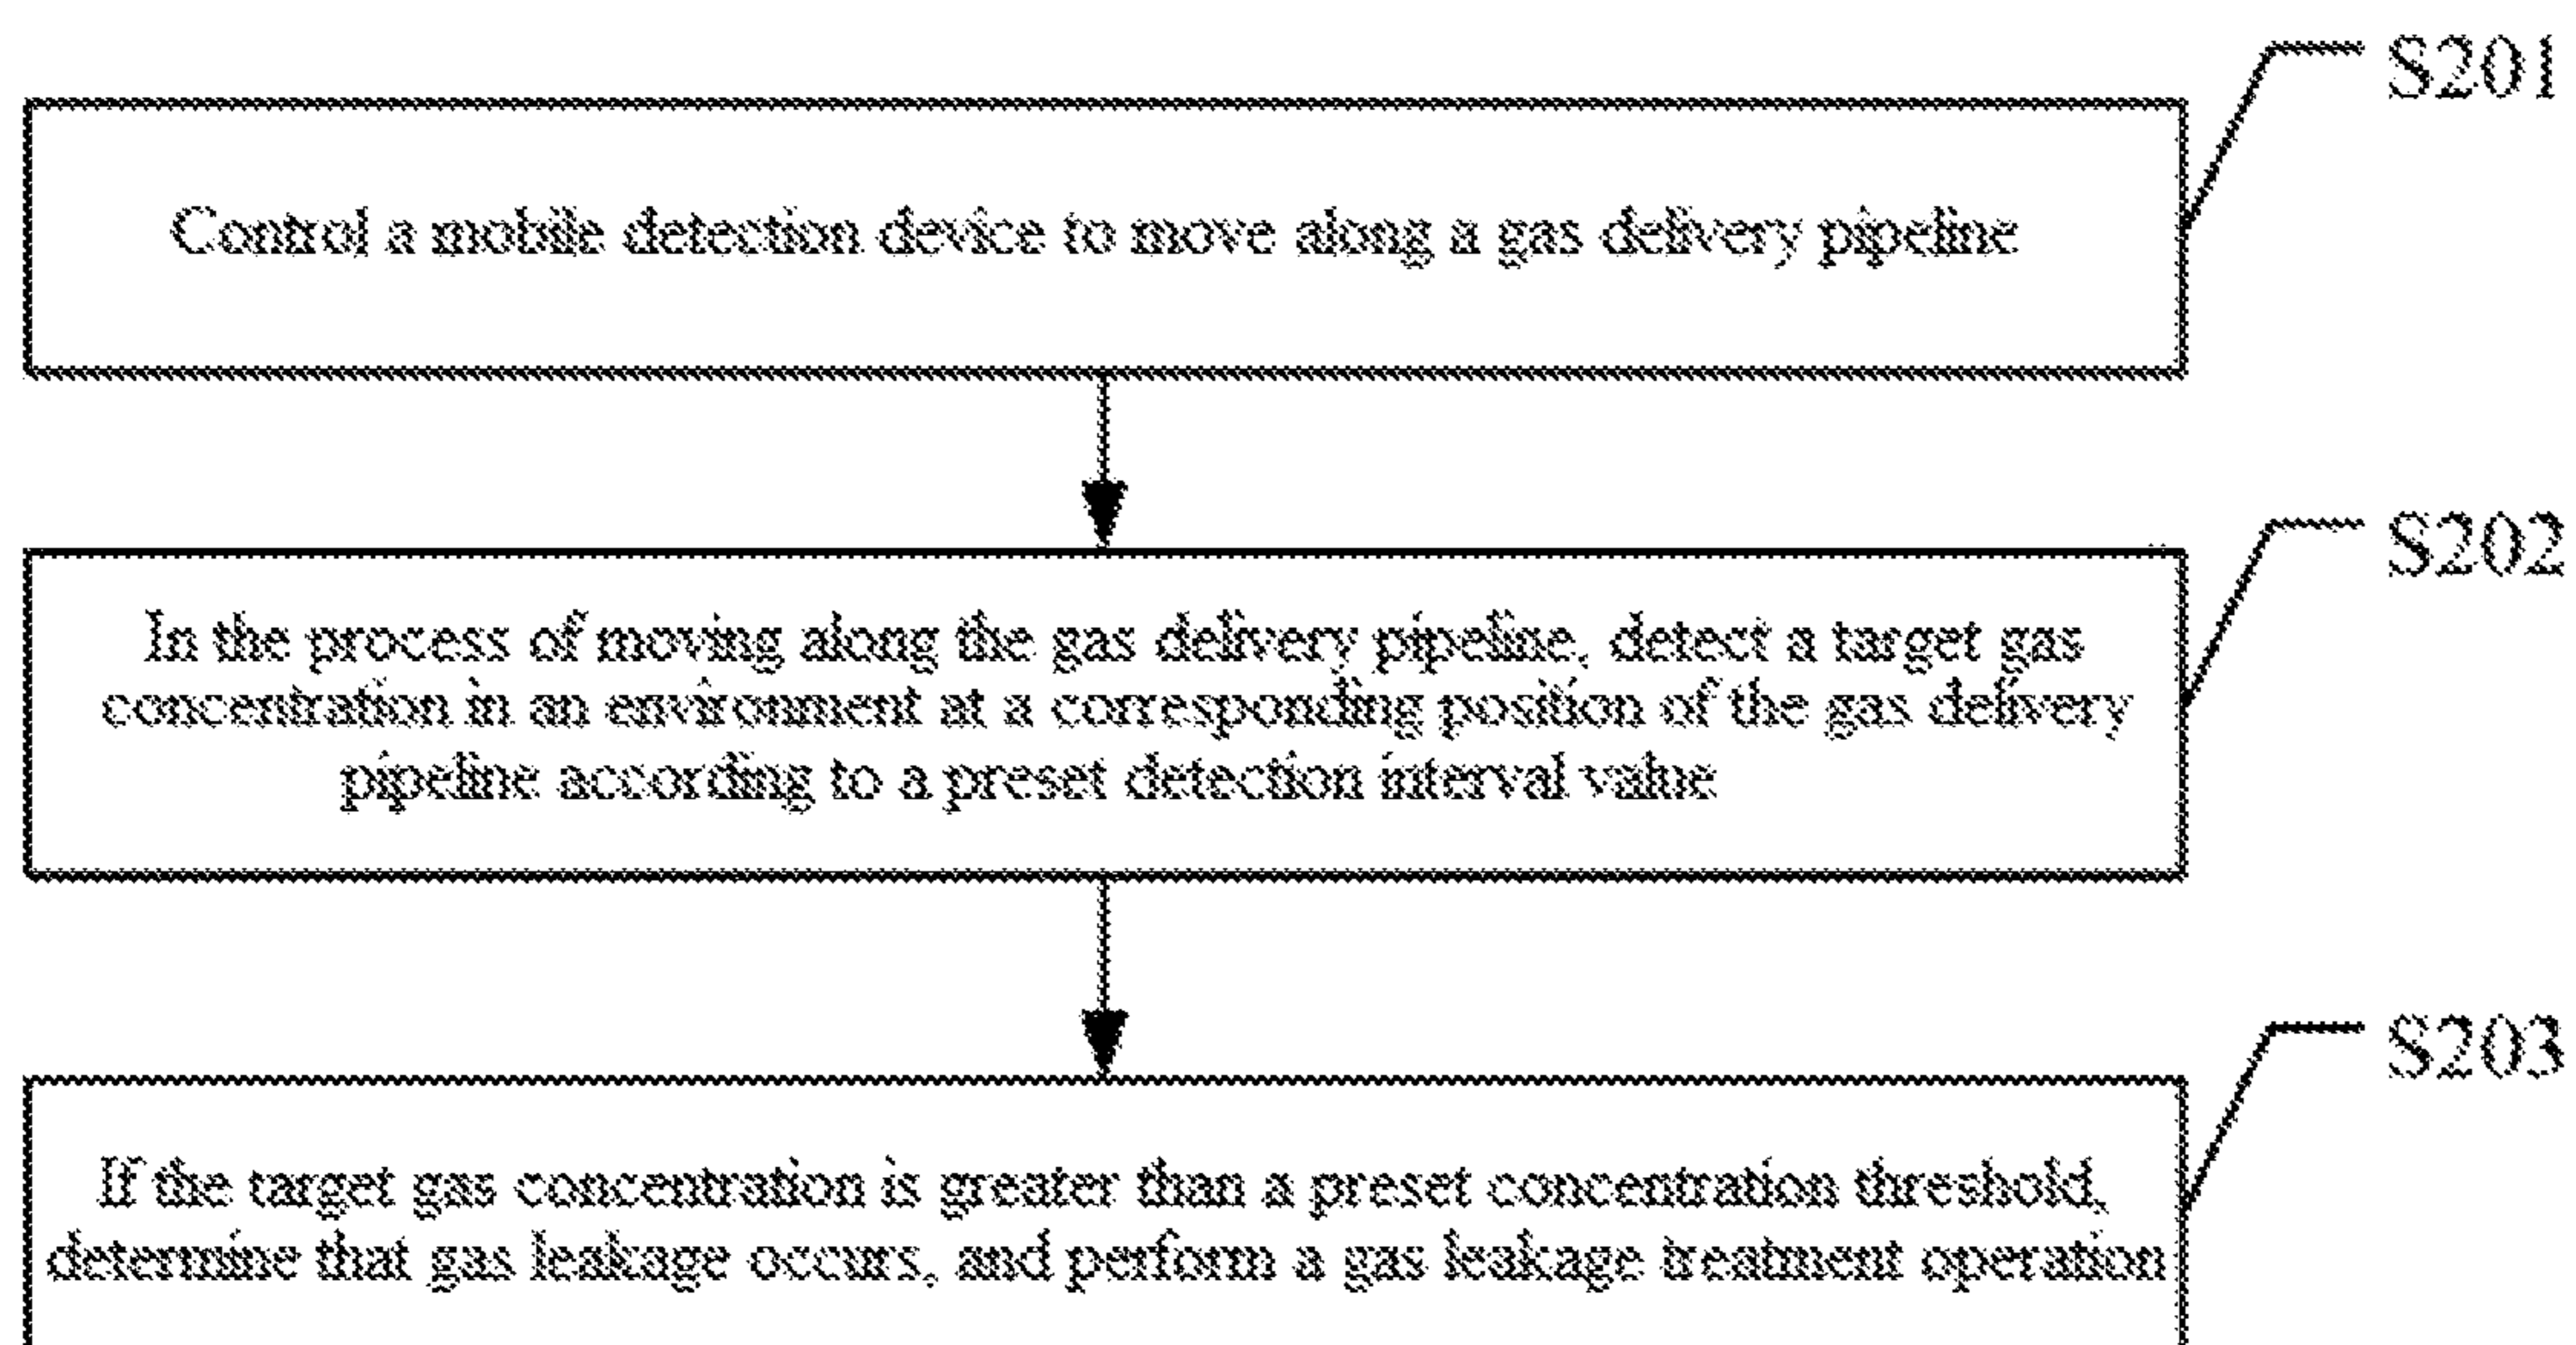 S201
Control a mobile detection device to move along a gas delivery pipeline
S202
In the process of moving along the gas delivery pipeline, detect a target gas
concentration in an environment at a corresponding position of the gas delivery
pipeline according to a preset detection interval value
S203
If the target gas concentration is greater than a preset concentration threshold,
determine that gas leakage occurs, and perform a gas leakage treatment operation